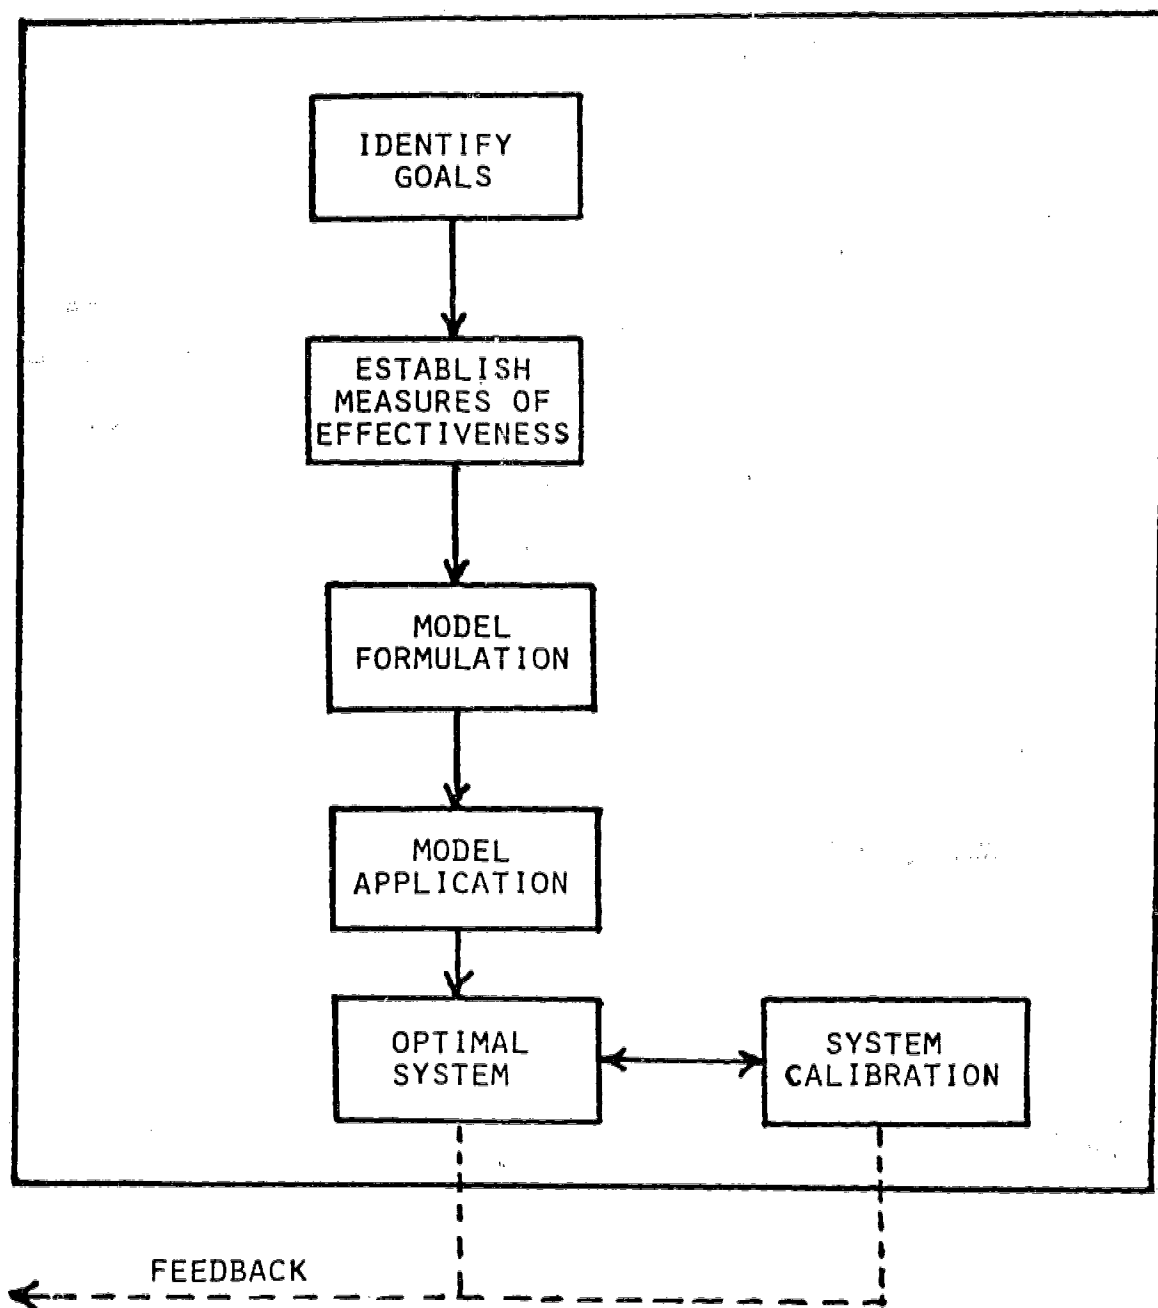 IDENTIFY
GOALS
ESTABLISH
MEASURES OF
EFFECTIVENESS
MODEL
FORMULATION
MODEL
APPLICATION
OPTIMAL
SYSTEM
SYSTEM
CALIBRATION
FEEDBACK